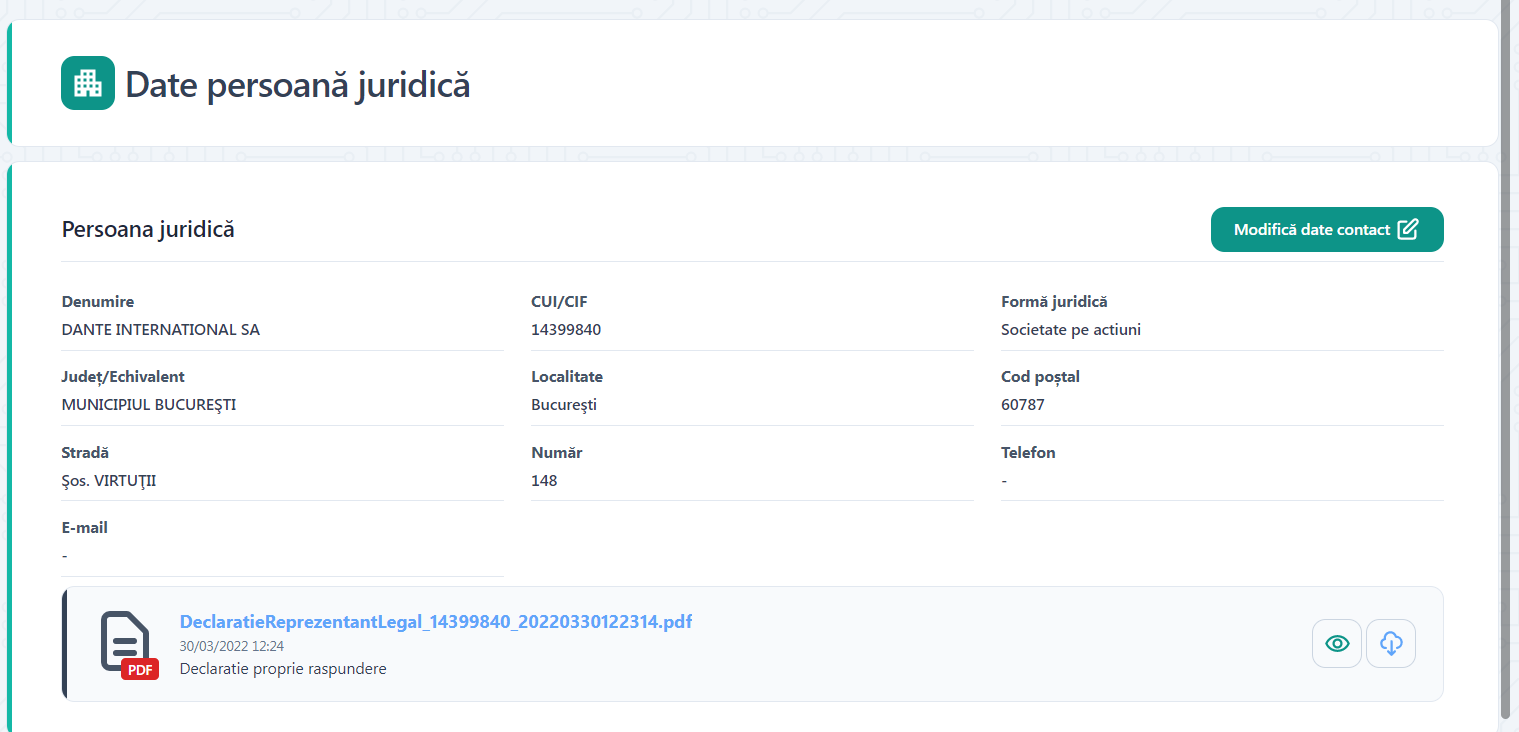 Date persoană juridică
Persoana juridică
Modifică date contact
Denumire
DANTE INTERNATIONAL SA
CUI/CIF
14399840
Formă juridică
Societate pe actiuni
Județ/Echivalent
MUNICIPIUL BUCUREŞTI
Localitate
Bucureşti
Cod poștal
60787
Stradă
Şos. VIRTUŢII
Număr
148
Telefon
-
E-mail
-
DeclaratieReprezentantLegal_14399840_20220330122314.pdf
30/03/2022 12:24
Declaratie proprie raspundere
PDF